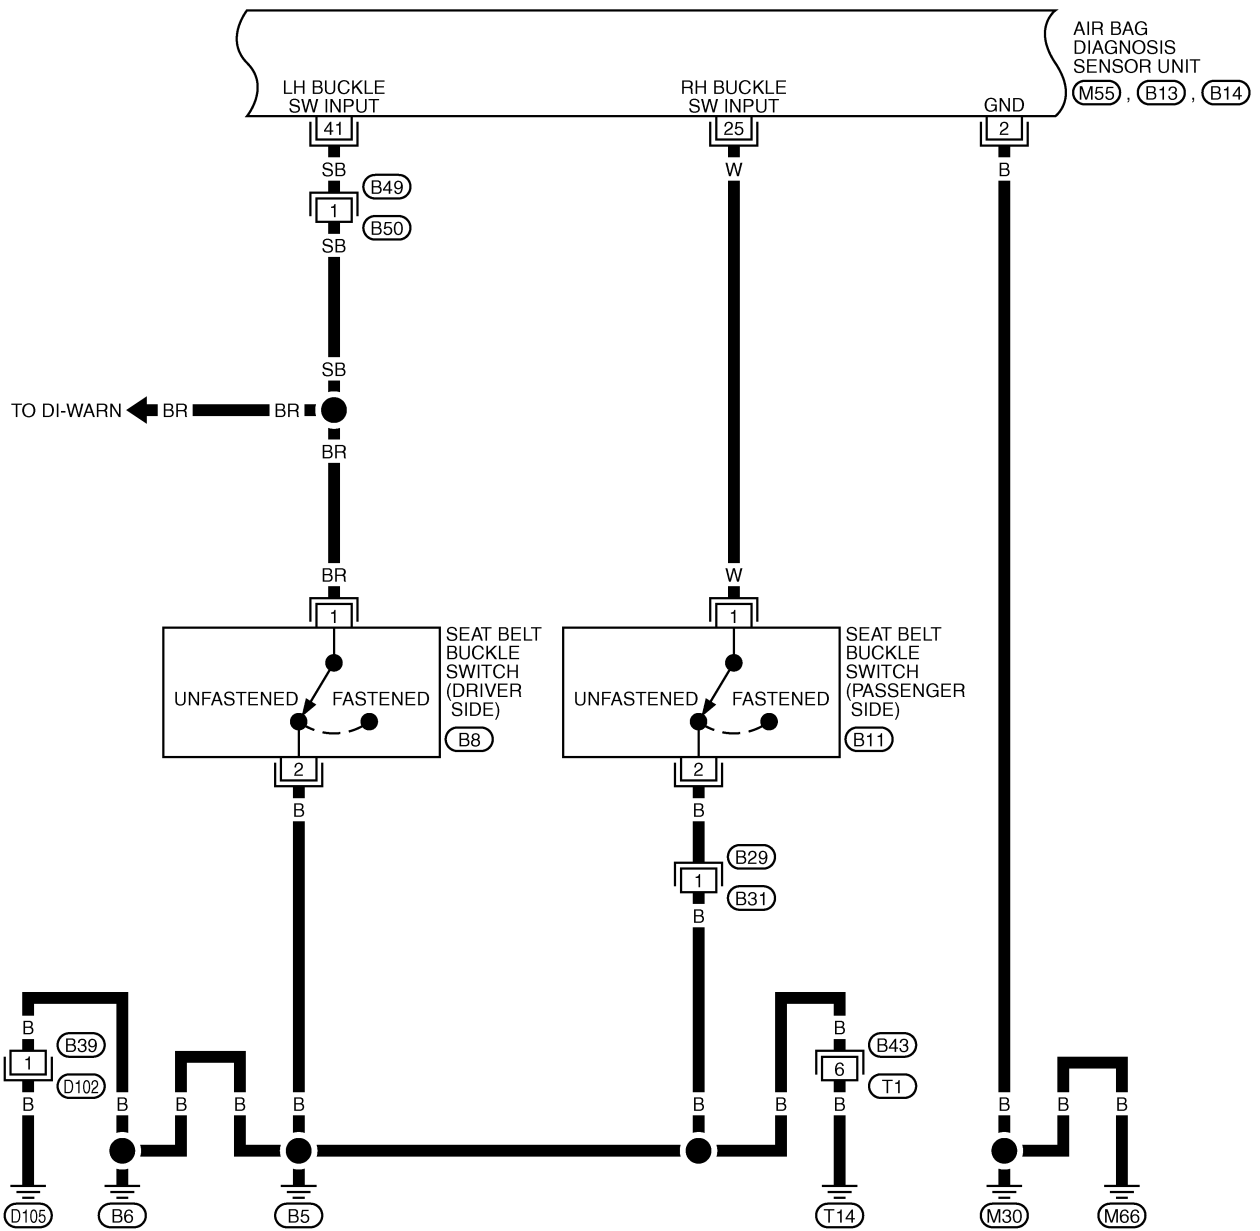 AIR BAG
DIAGNOSIS
SENSOR UNIT
M55 , B13 , B14
LH BUCKLE
SW INPUT
RH BUCKLE
SW INPUT
GND
41
25
2
SB
W
B
B49
1
B50
SB
SB
TO DI-WARN
BR
BR
BR
BR
W
1
1
SEAT BELT
BUCKLE
SWITCH
(DRIVER
SIDE)
B8
UNFASTENED
FASTENED
SEAT BELT
BUCKLE
SWITCH
(PASSENGER
SIDE)
B11
UNFASTENED
FASTENED
2
2
B
B
B29
1
B31
B
B
B39
1
D102
B
B43
6
T1
B
B
B
B
B
B
B
B
B
B
B
D105
B6
B5
T14
M30
M66